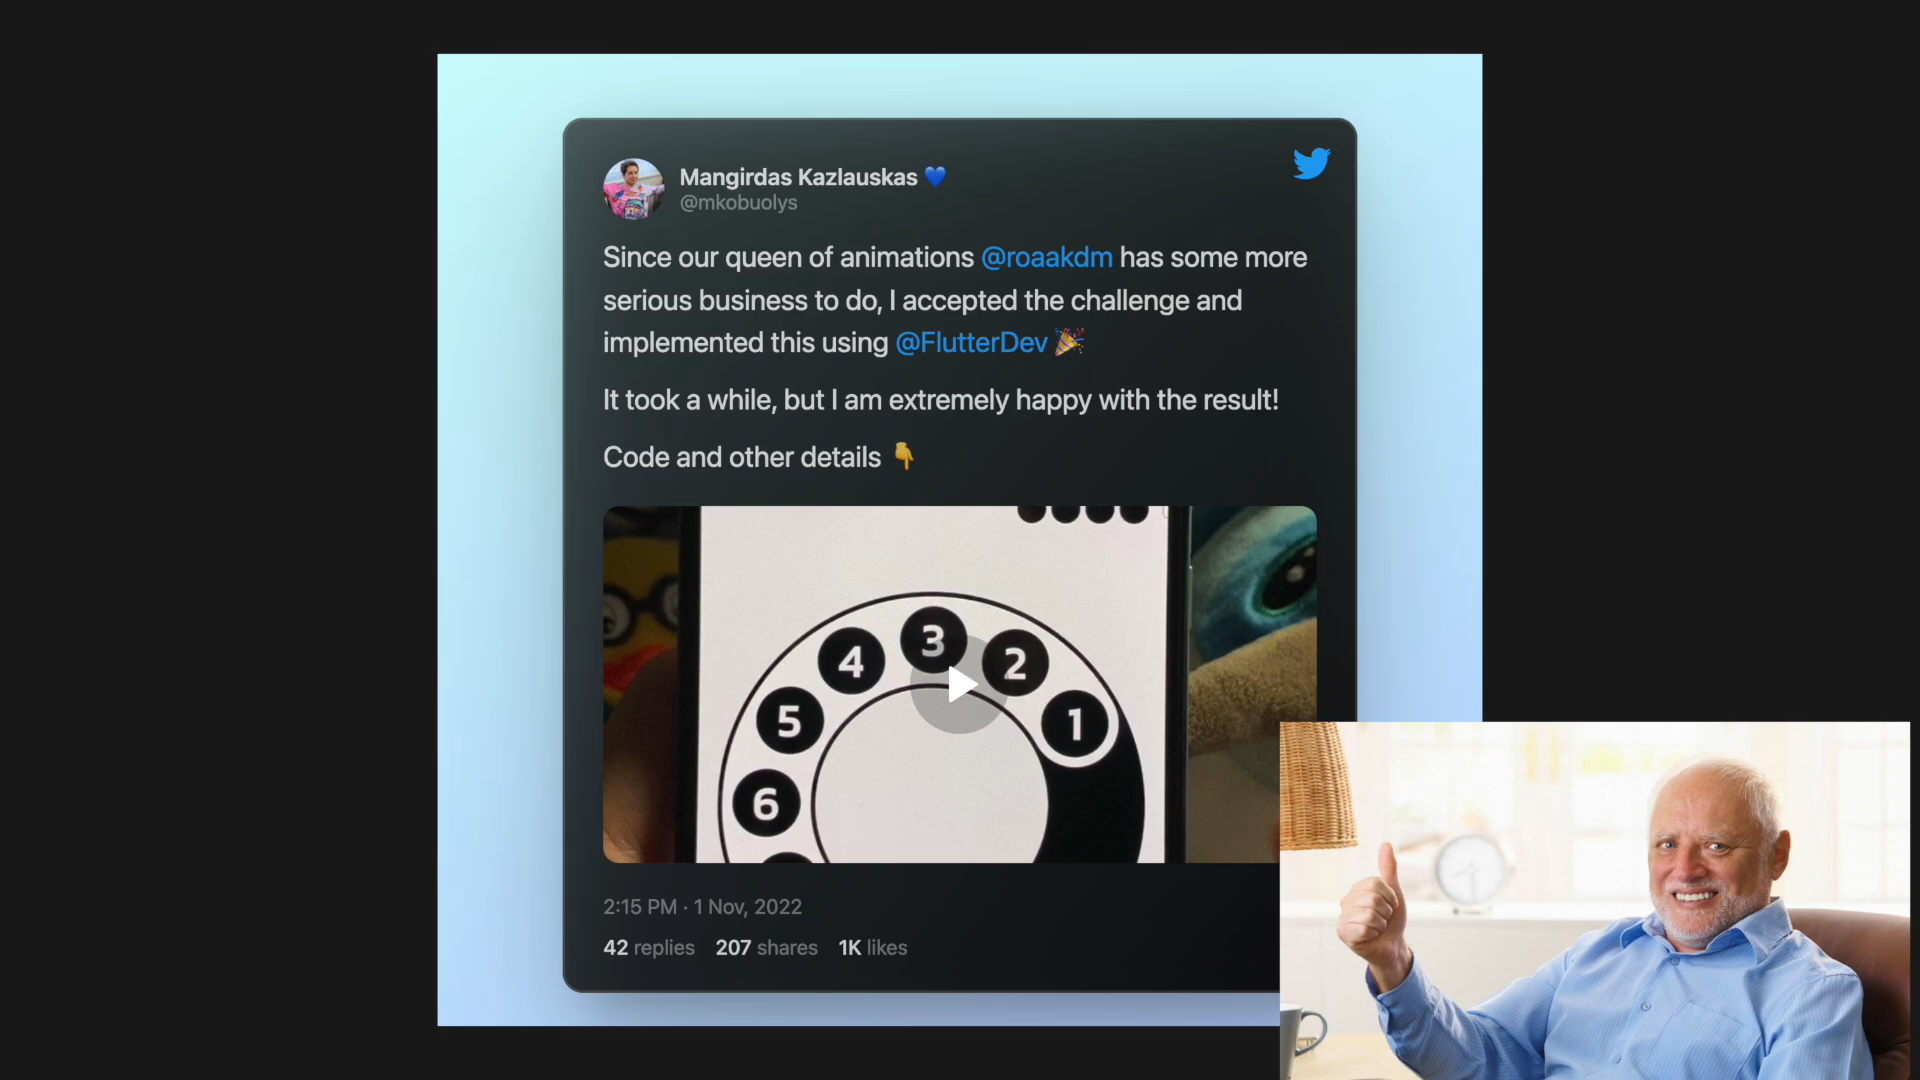 Mangirdas Kazlauskas 💙
@mkobuolys
Since our queen of animations @roaakdm has some more
serious business to do, I accepted the challenge and
implemented this using @FlutterDev 🎉
It took a while, but I am extremely happy with the result!
Code and other details 👇
3
4
2
5
1
6
2:15 PM · 1 Nov, 2022
42 replies 207 shares 1K likes